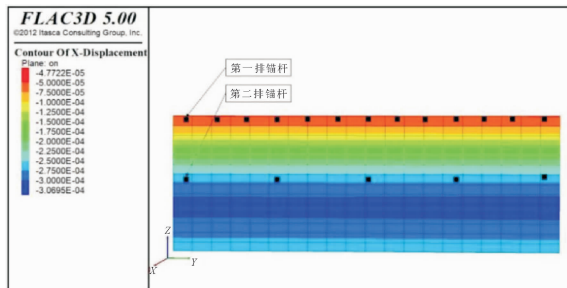 FLAC3D 5.00
©2012 Itasca Consulting Group, Inc.
Contour Of X-Displacement
Plane: on
-4.7722E-05
-5.0000E-05
-7.5000E-05
-1.0000E-04
-1.2500E-04
-1.5000E-04
-1.7500E-04
-2.0000E-04
-2.2500E-04
-2.5000E-04
-2.7500E-04
-3.0000E-04
-3.0695E-04
第一排锚杆
第二排锚杆
Z
X
Y